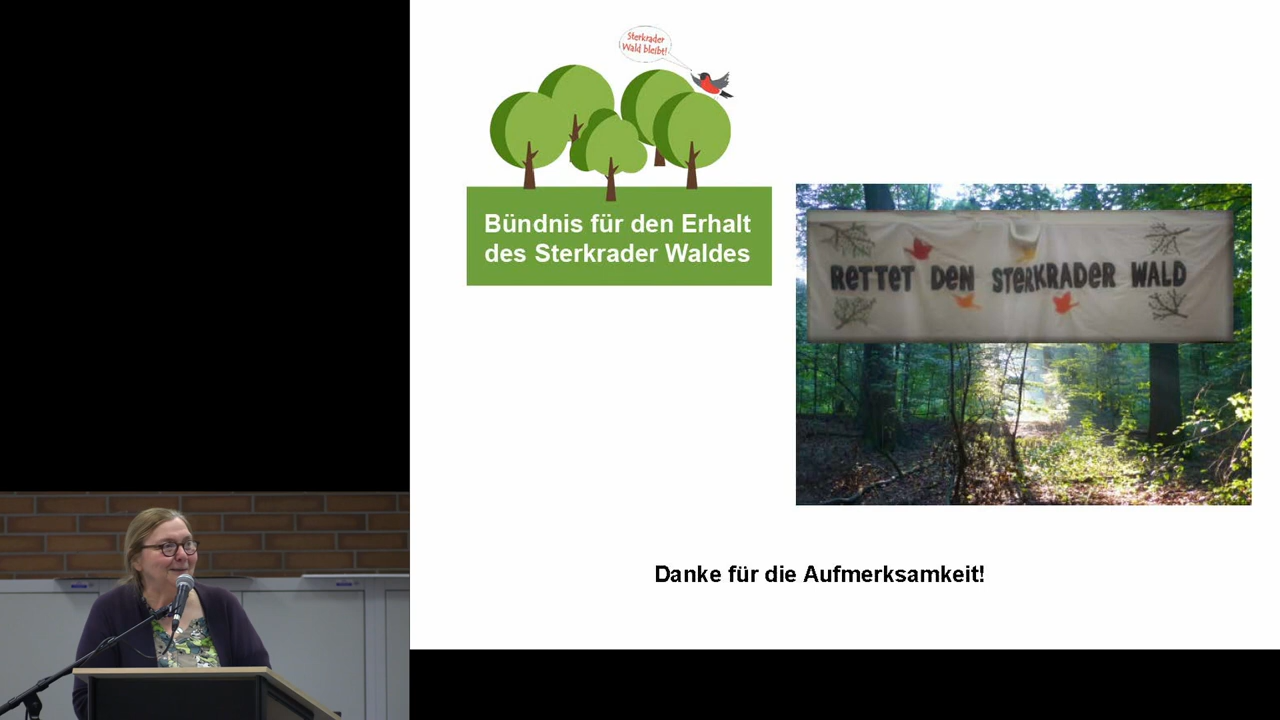 Sterkrader
Wald bleibt!
Bündnis für den Erhalt
des Sterkrader Waldes
RETTET DEN STERKRADER WALD
Danke für die Aufmerksamkeit!